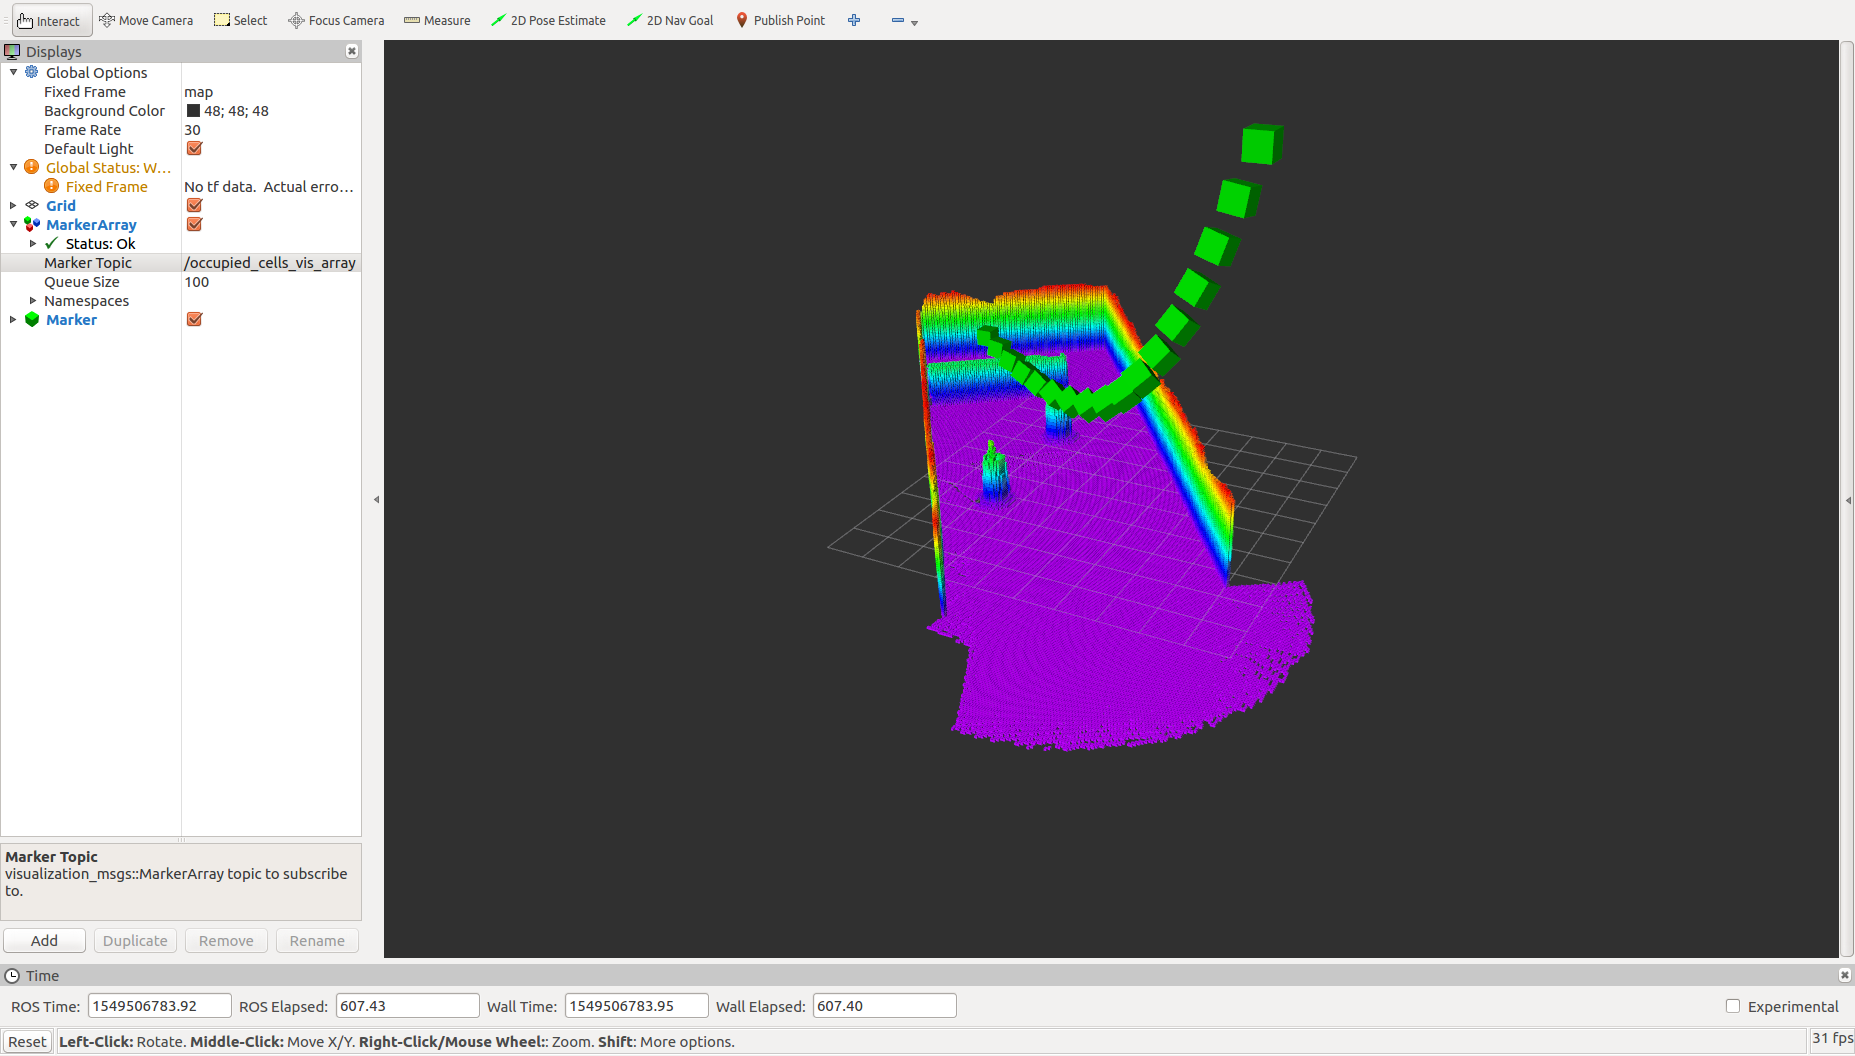 Interact Move Camera Select Focus Camera Measure 2D Pose Estimate 2D Nav Goal Publish Point
Displays
Global Options
Fixed Frame map
Background Color 48; 48; 48
Frame Rate 30
Default Light
Global Status: W...
Fixed Frame No tf data. Actual erro...
Grid
MarkerArray
Status: Ok
Marker Topic /occupied_cells_vis_array
Queue Size 100
Namespaces
Marker
Marker Topic
visualization_msgs::MarkerArray topic to subscribe
to.
Add Duplicate Remove Rename
Time
ROS Time: 1549506783.92 ROS Elapsed: 607.43 Wall Time: 1549506783.95 Wall Elapsed: 607.40 Experimental
Reset Left-Click: Rotate. Middle-Click: Move X/Y. Right-Click/Mouse Wheel:: Zoom. Shift: More options. 31 fps